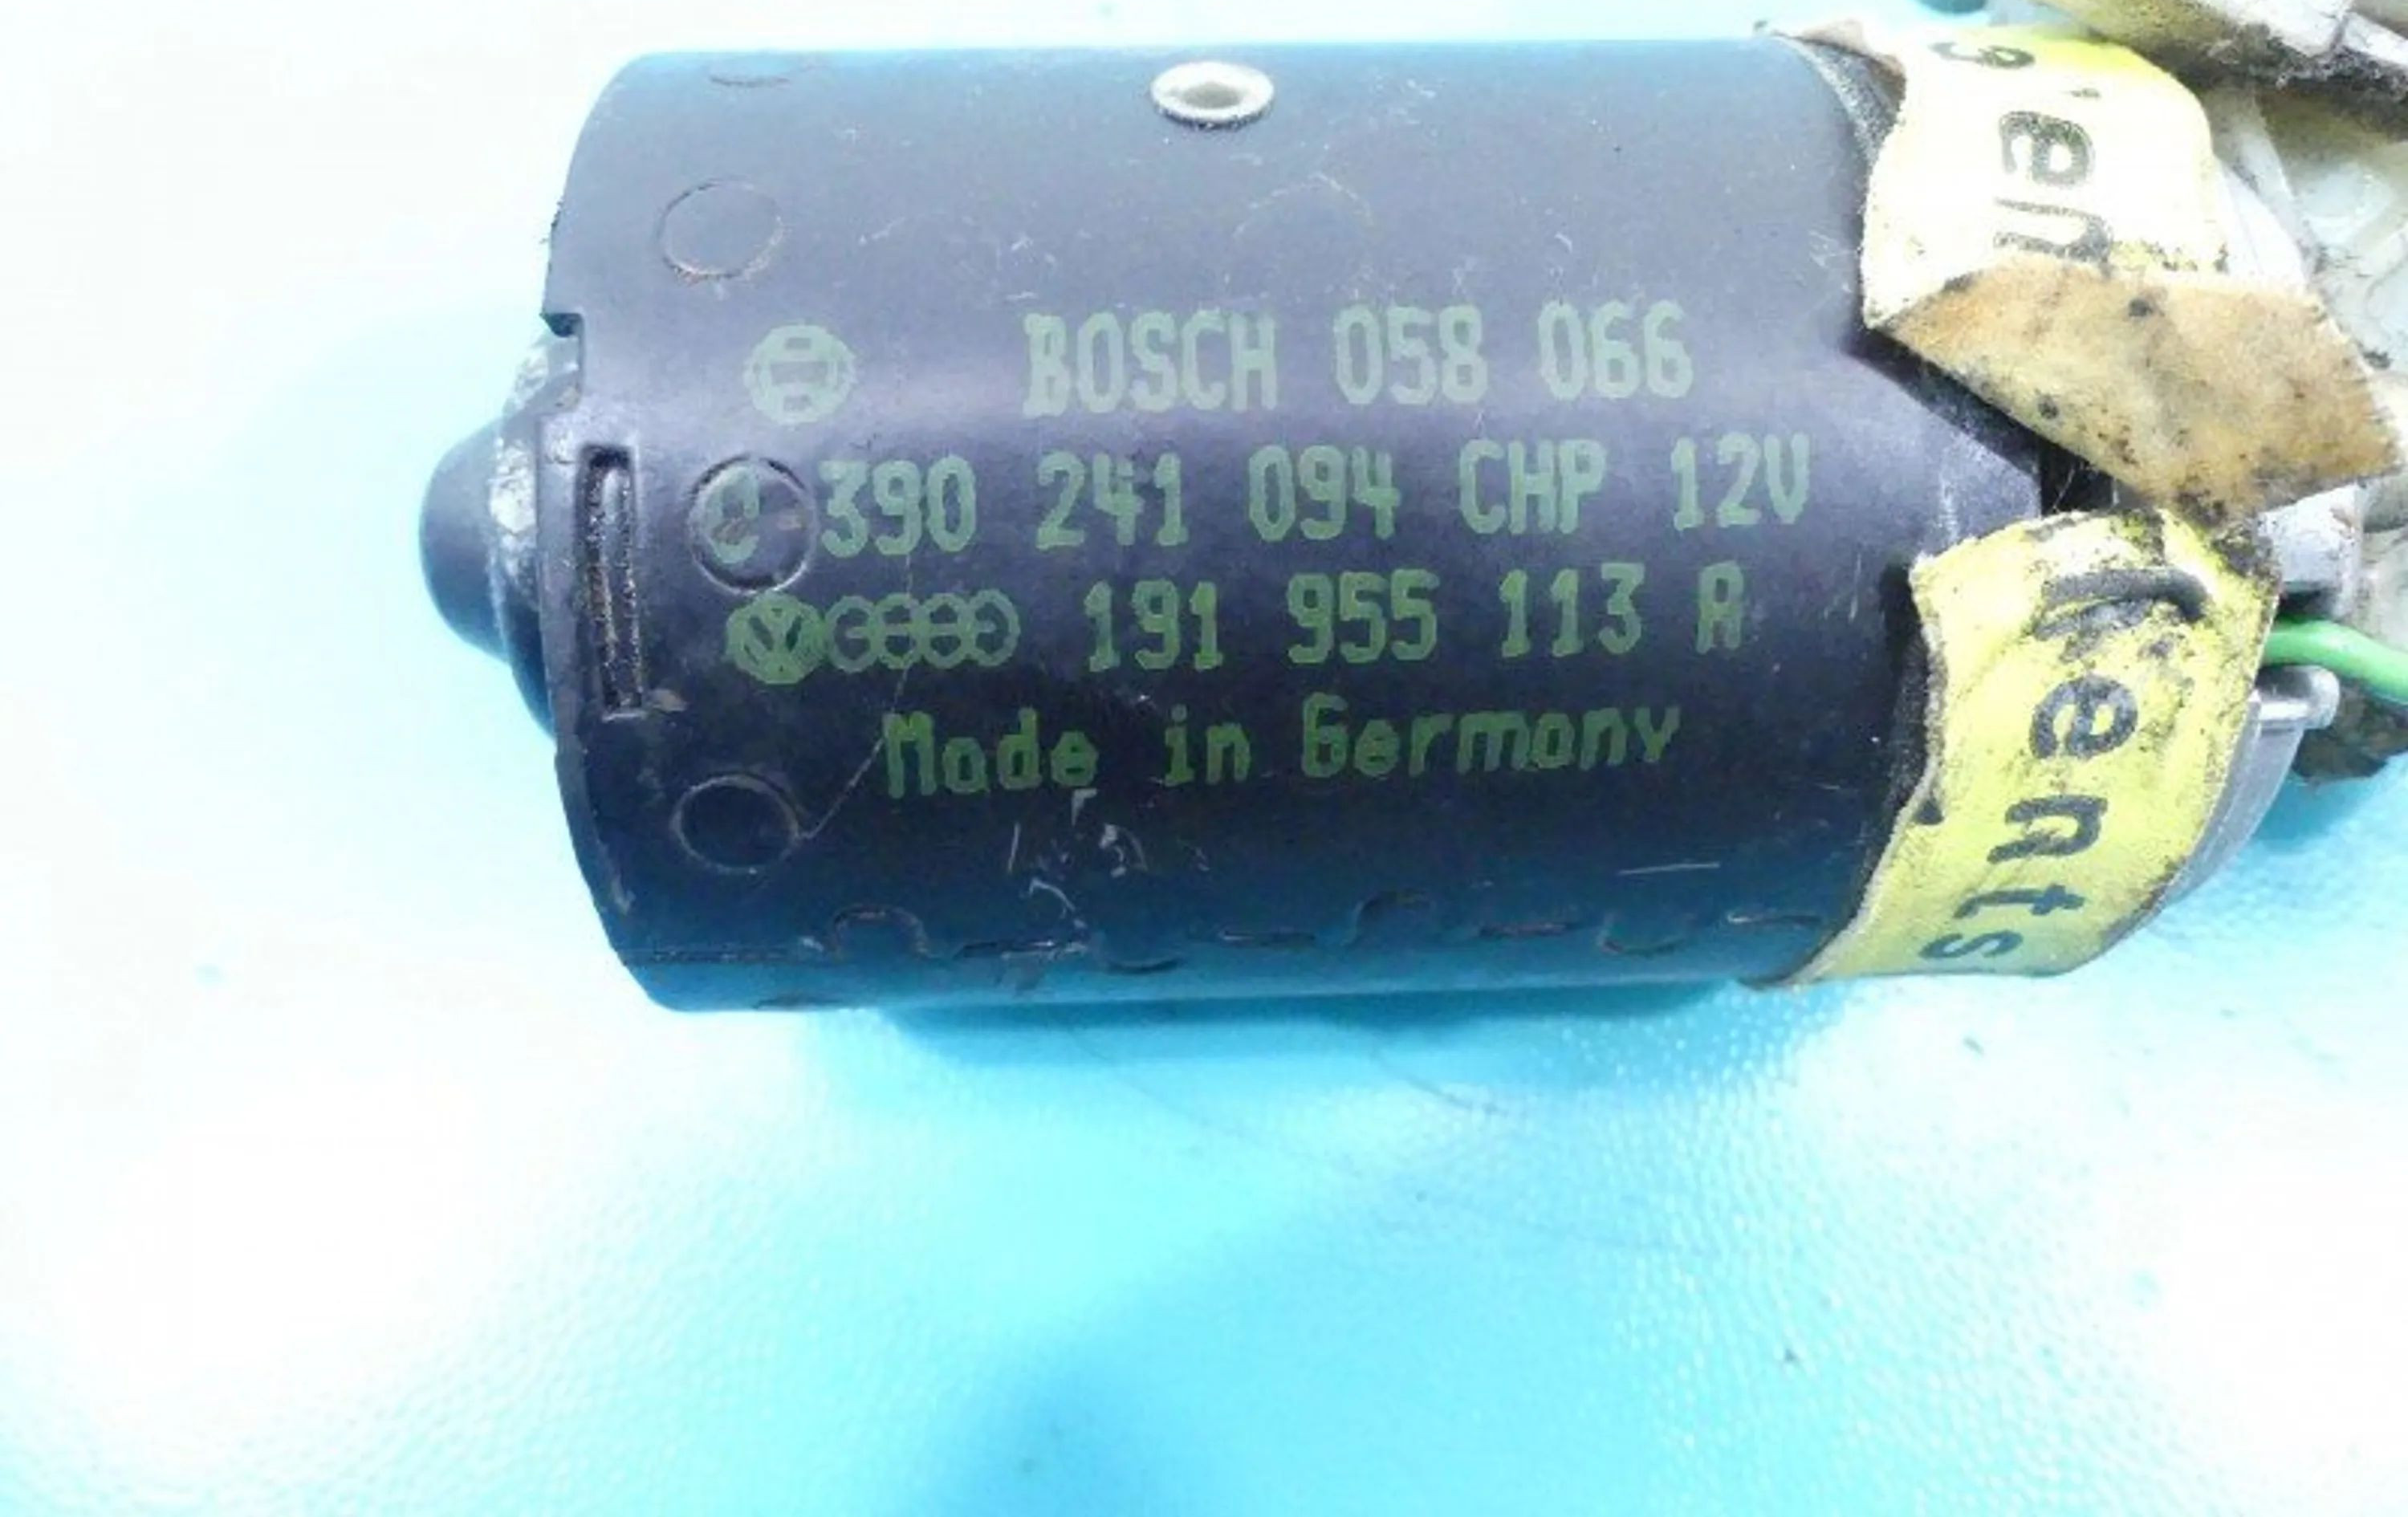 BOSCH 058 066
0 390 241 094 CHP 12V
191 955 113 A
Made in Germany